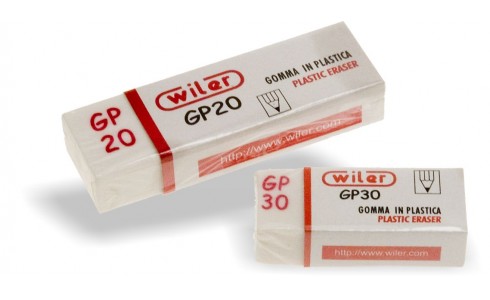 GP
20
wiler
GP20
GOMMA IN PLASTICA
PLASTIC ERASER
http://www.wiler.com
GP
30
wiler
GP30
GOMMA IN PLASTICA
PLASTIC ERASER
http://www.wiler.com